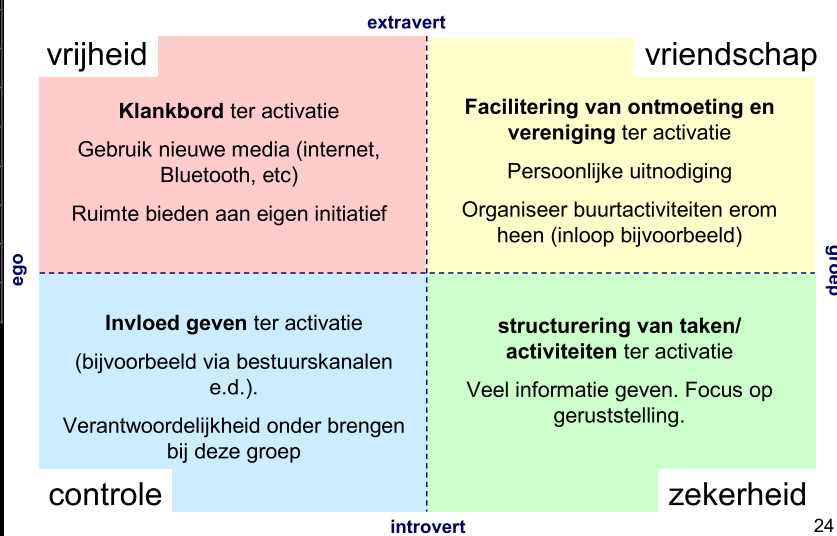 extravert
vrijheid
vriendschap
Klankbord ter activatie
Gebruik nieuwe media (internet,
Bluetooth, etc)
Ruimte bieden aan eigen initiatief
Facilitering van ontmoeting en
vereniging ter activatie
Persoonlijke uitnodiging
Organiseer buurtactiviteiten erom
heen (inloop bijvoorbeeld)
ego
groep
Invloed geven ter activatie
(bijvoorbeeld via bestuurskanalen
e.d.).
Verantwoordelijkheid onder brengen
bij deze groep
structurering van taken/
activiteiten ter activatie
Veel informatie geven. Focus op
geruststelling.
controle
zekerheid
introvert
24